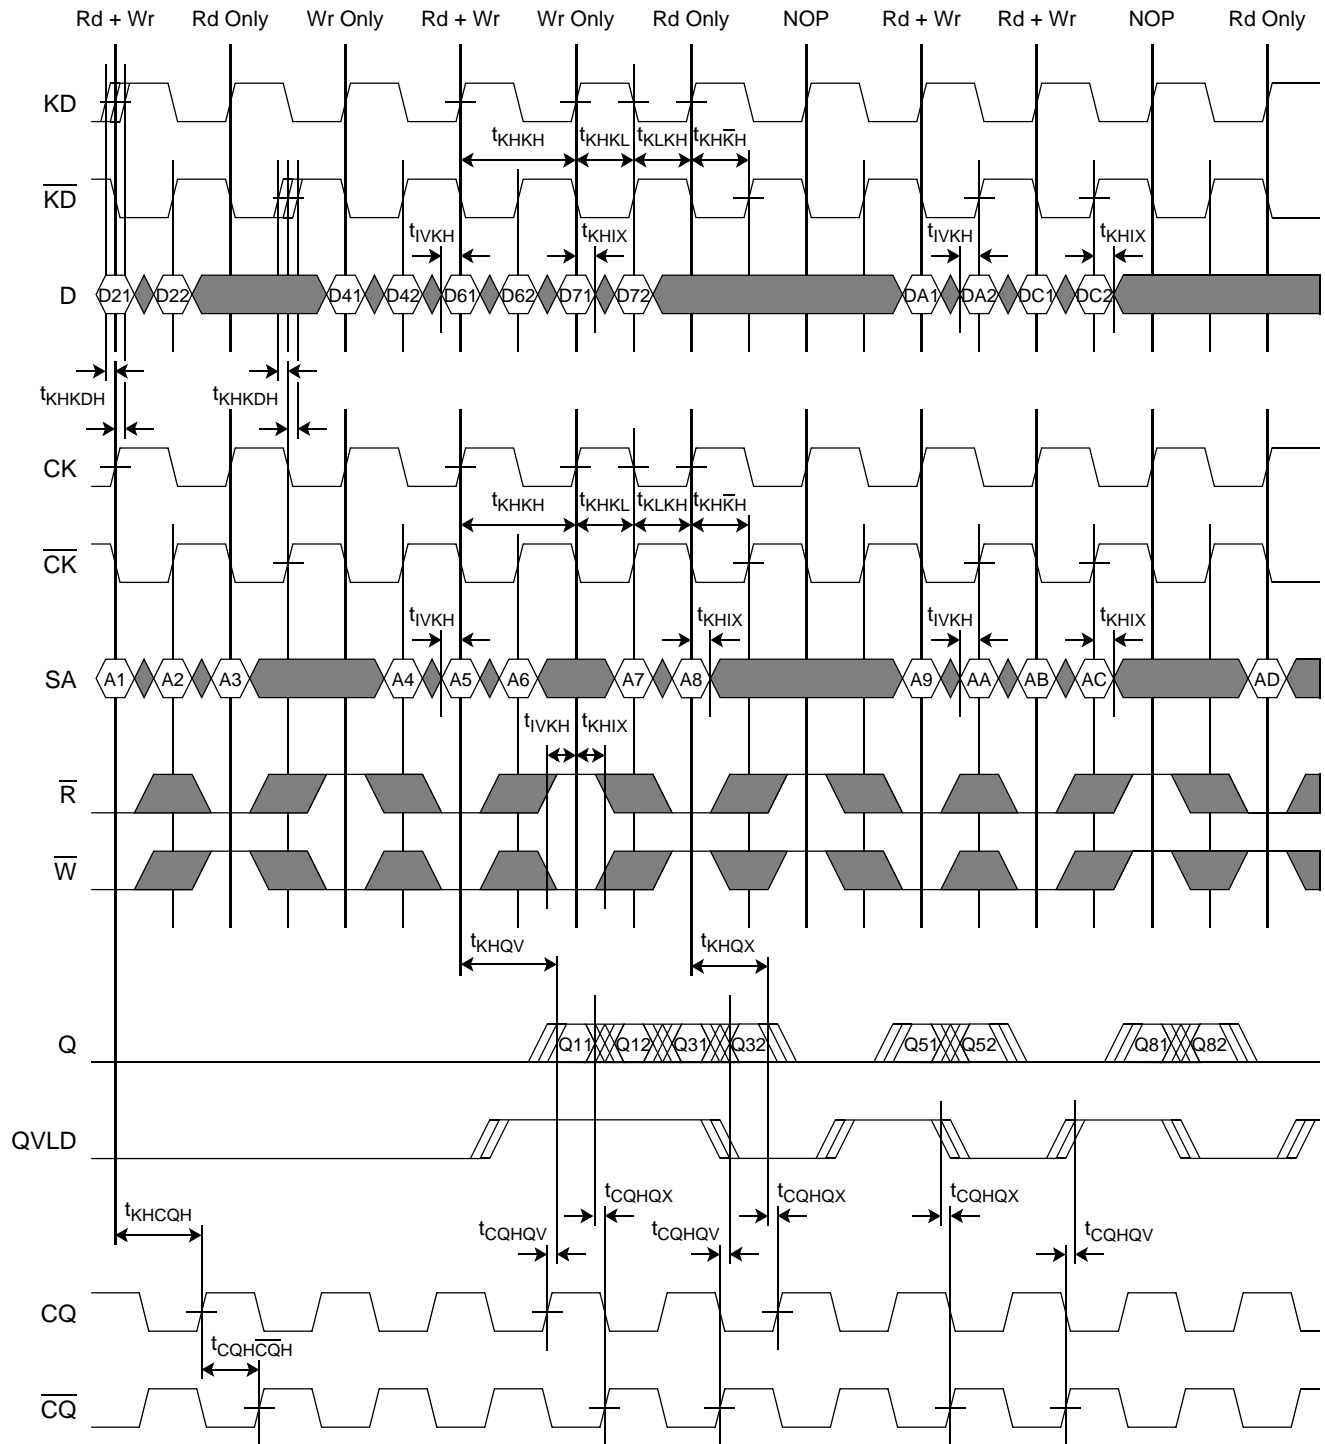 Rd + Wr Rd Only Wr Only Rd + Wr Wr Only Rd Only NOP Rd + Wr Rd + Wr NOP Rd Only
KD
tKHKH tKHKL tKLKH tKHK̅H
K̅D̅
tIVKH tKHIX tIVKH tKHIX
D D21 D22 D41 D42 D61 D62 D71 D72 DA1 DA2 DC1 DC2
tKHKDH tKHKDH
CK
tKHKH tKHKL tKLKH tKHK̅H
C̅K̅
tIVKH tKHIX tIVKH tKHIX
SA A1 A2 A3 A4 A5 A6 A7 A8 A9 AA AB AC AD
tIVKH tKHIX
R̅
W̅
tKHQV tKHQX
Q Q11 Q12 Q31 Q32 Q51 Q52 Q81 Q82
QVLD
tKHCQH tCQHQX tCQHQX tCQHQX
tCQHQV tCQHQV tCQHQV
CQ
tCQHC̅Q̅H
C̅Q̅